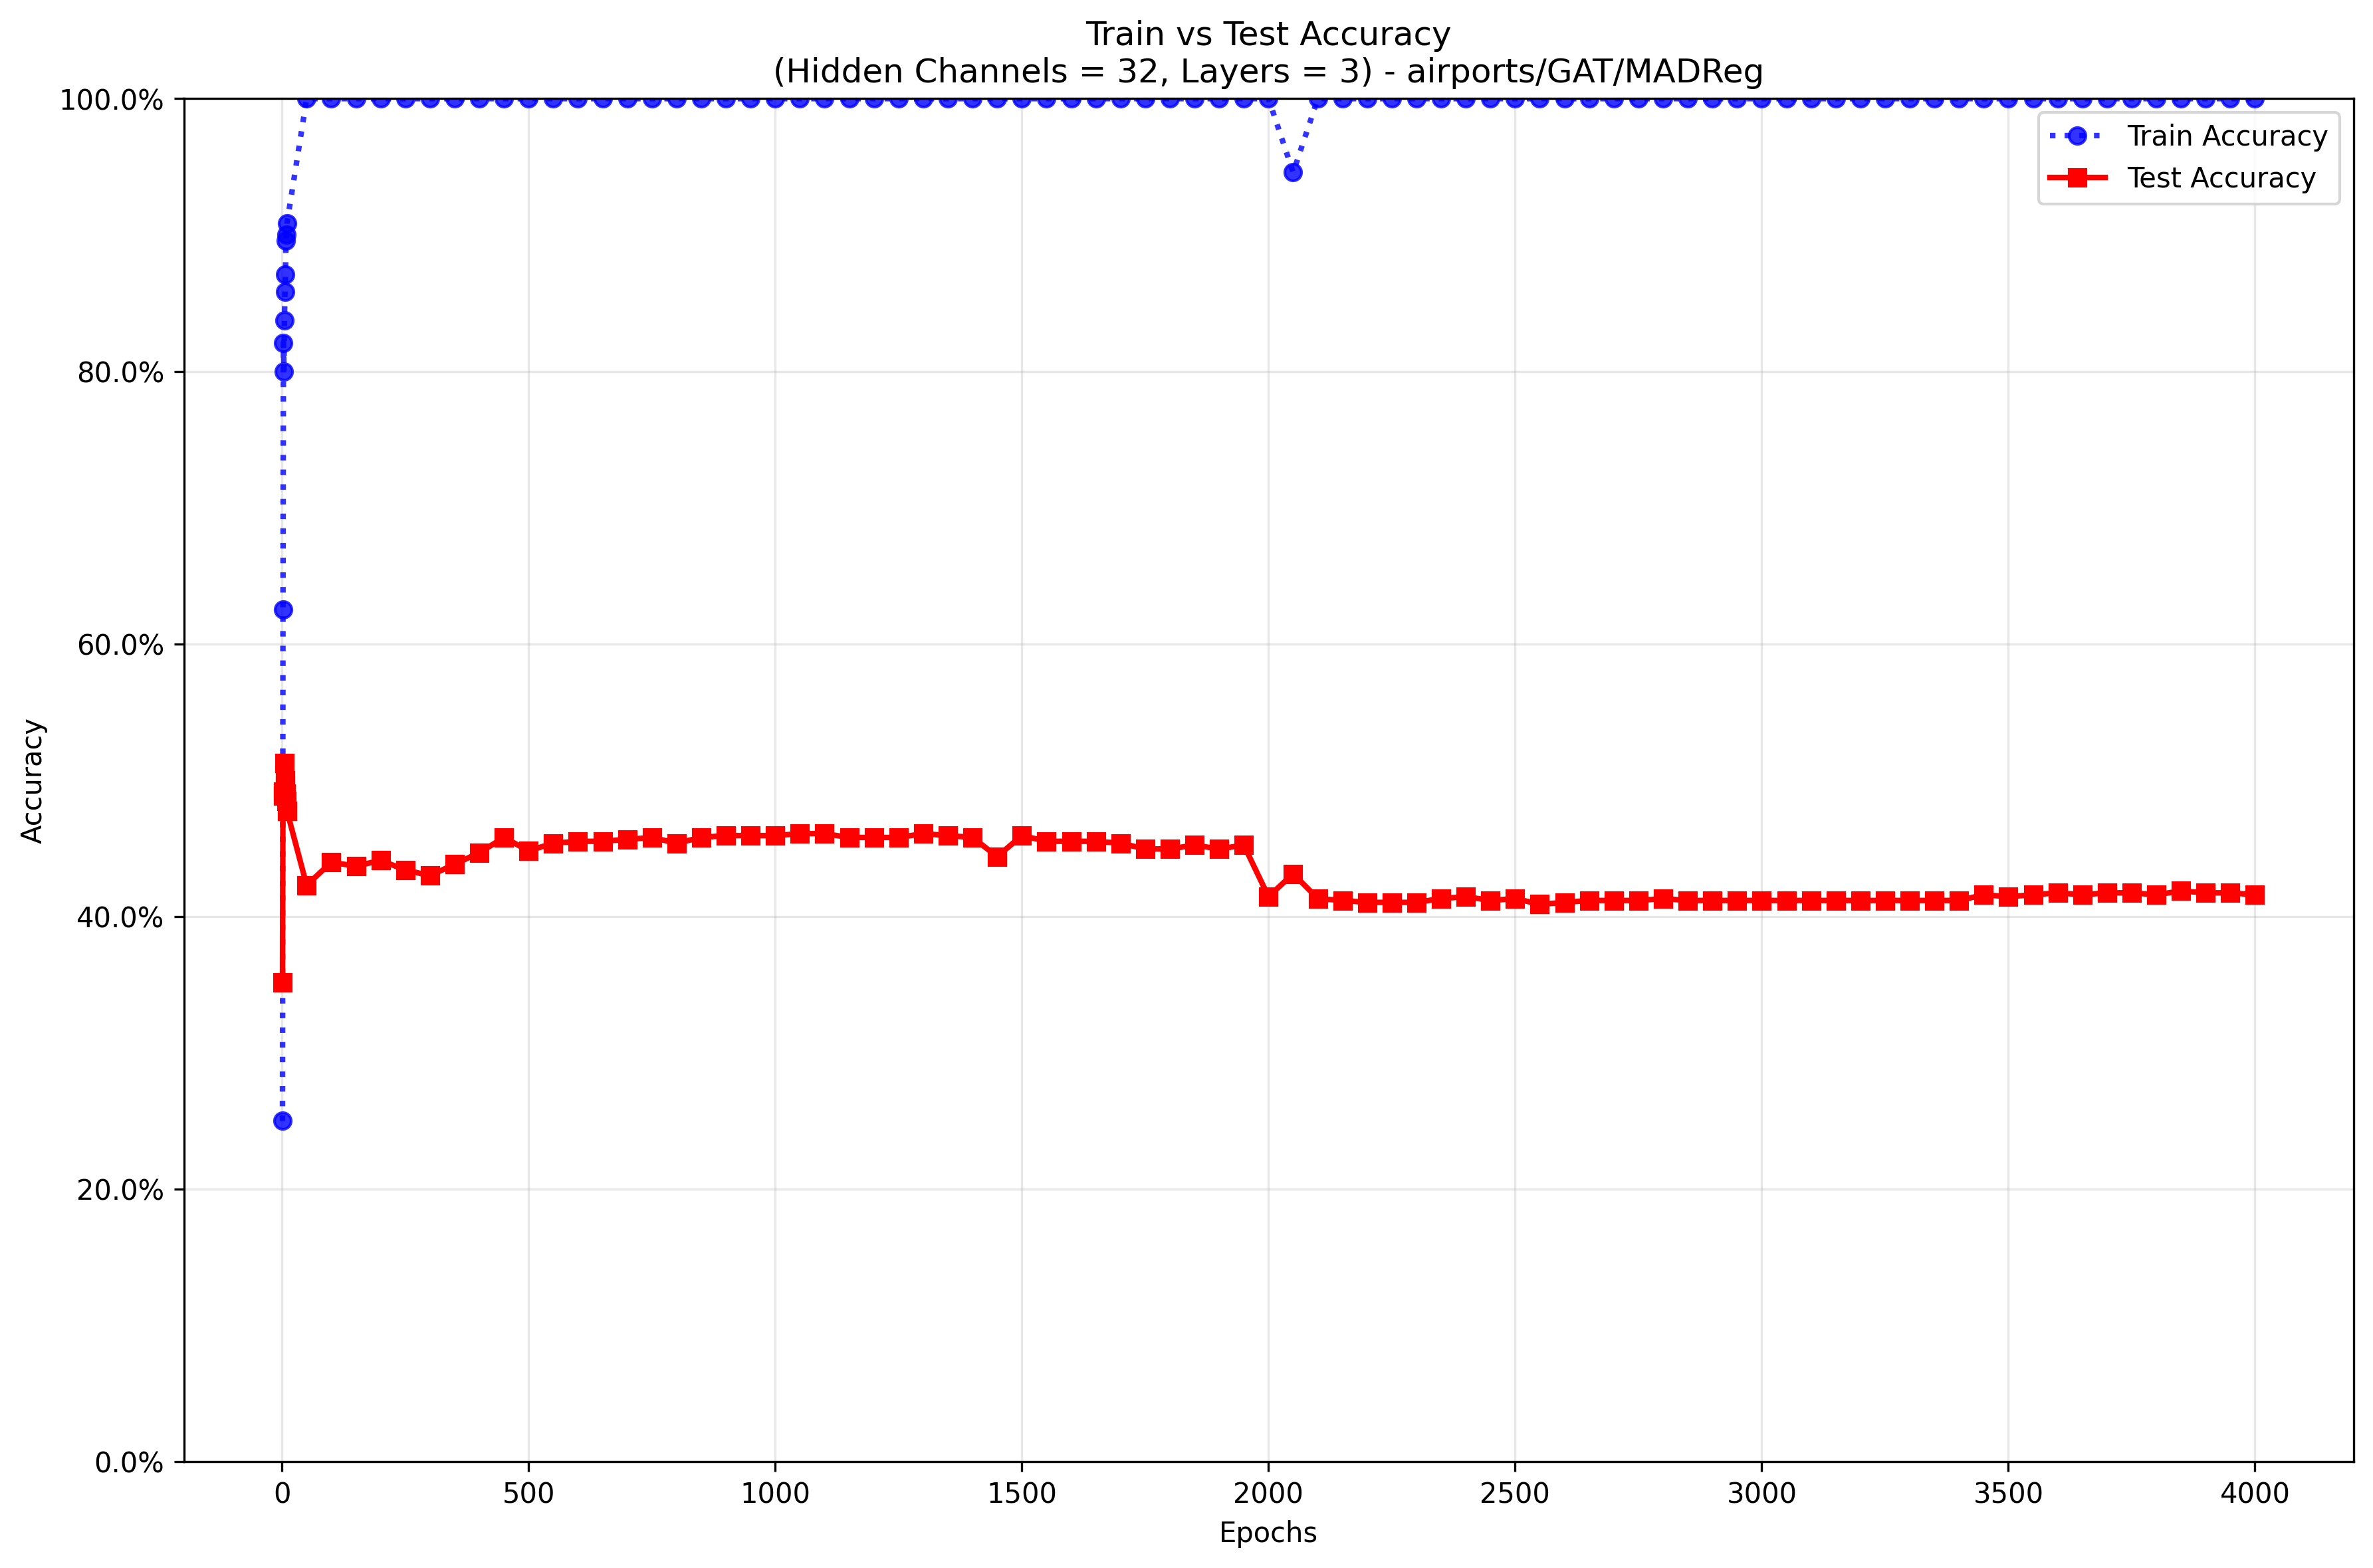 Train vs Test Accuracy
(Hidden Channels = 32, Layers = 3) - airports/GAT/MADReg
100.0%
80.0%
60.0%
40.0%
20.0%
0.0%
Accuracy
Train Accuracy
Test Accuracy
0 500 1000 1500 2000 2500 3000 3500 4000
Epochs